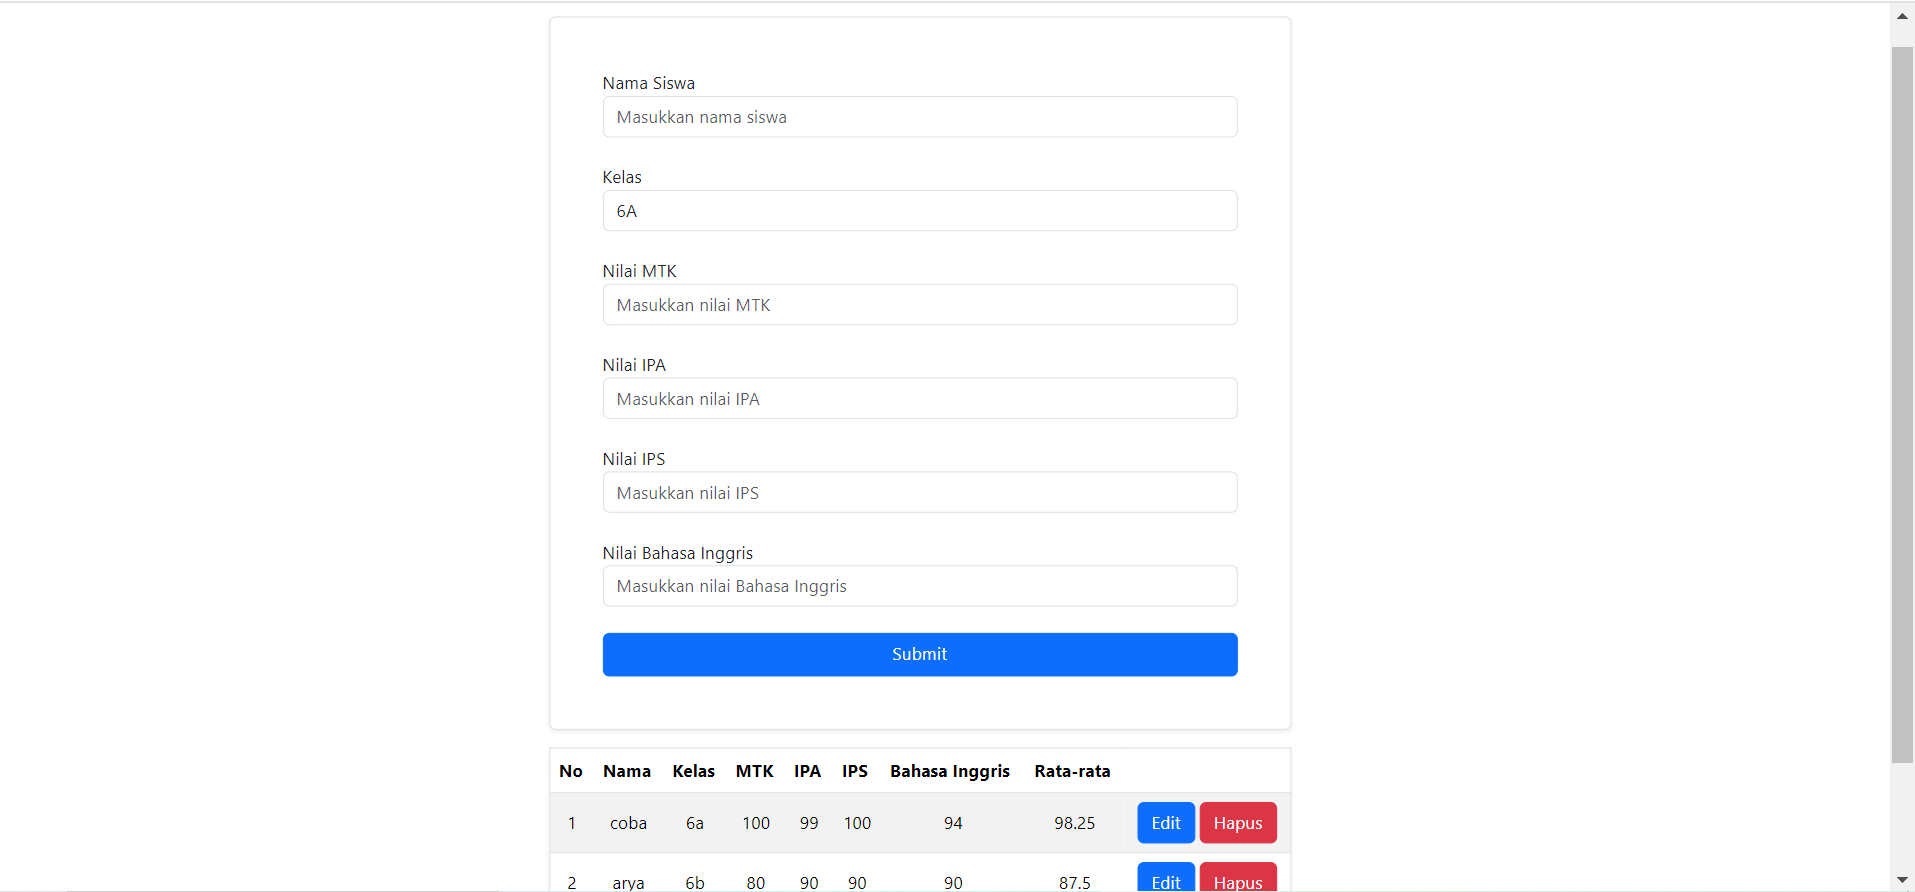 Nama Siswa
Masukkan nama siswa
Kelas
6A
Nilai MTK
Masukkan nilai MTK
Nilai IPA
Masukkan nilai IPA
Nilai IPS
Masukkan nilai IPS
Nilai Bahasa Inggris
Masukkan nilai Bahasa Inggris
Submit
No Nama Kelas MTK IPA IPS Bahasa Inggris Rata-rata
1 coba 6a 100 99 100 94 98.25 Edit Hapus
2 arya 6b 80 90 90 90 87.5 Edit Hapus